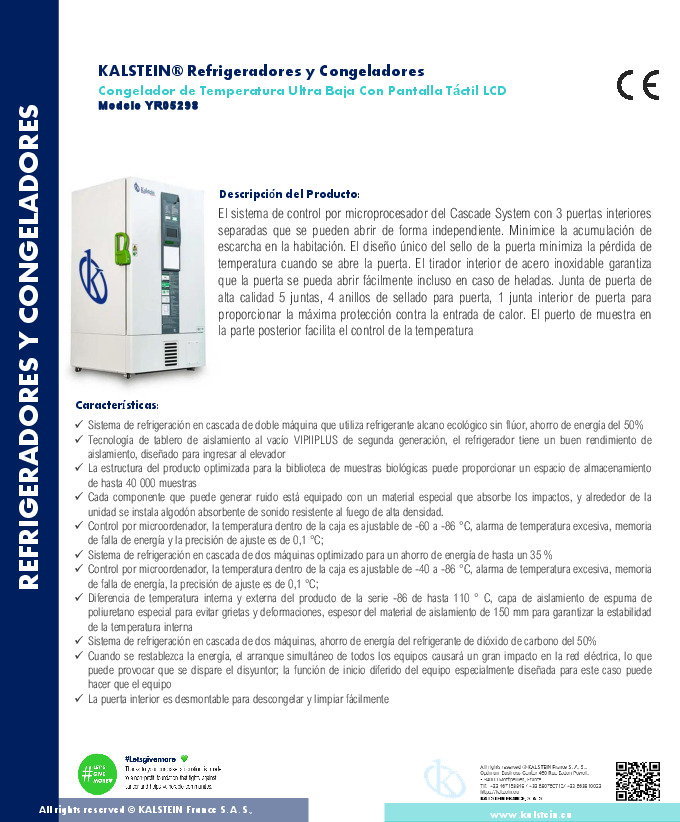 REFRIGERADORES Y CONGELADORES
KALSTEIN® Refrigeradores y Congeladores
Congelador de Temperatura Ultra Baja Con Pantalla Táctil LCD
Modelo YR05298
CE
Kalstein
Descripción del Producto:
El sistema de control por microprocesador del Cascade System con 3 puertas interiores
separadas que se pueden abrir de forma independiente. Minimice la acumulación de
escarcha en la habitación. El diseño único del sello de la puerta minimiza la pérdida de
temperatura cuando se abre la puerta. El tirador interior de acero inoxidable garantiza
que la puerta se pueda abrir fácilmente incluso en caso de heladas. Junta de puerta de
alta calidad 5 juntas, 4 anillos de sellado para puerta, 1 junta interior de puerta para
proporcionar la máxima protección contra la entrada de calor. El puerto de muestra en
la parte posterior facilita el control de la temperatura
Características:
✓ Sistema de refrigeración en cascada de doble máquina que utiliza refrigerante alcano ecológico sin flúor, ahorro de energía del 50%
✓ Tecnología de tablero de aislamiento al vacío VIPIIPLUS de segunda generación, el refrigerador tiene un buen rendimiento de
aislamiento, diseñado para ingresar al elevador
✓ La estructura del producto optimizada para la biblioteca de muestras biológicas puede proporcionar un espacio de almacenamiento
de hasta 40 000 muestras
✓ Cada componente que puede generar ruido está equipado con un material especial que absorbe los impactos, y alrededor de la
unidad se instala algodón absorbente de sonido resistente al fuego de alta densidad.
✓ Control por microordenador, la temperatura dentro de la caja es ajustable de -60 a -86 °C, alarma de temperatura excesiva, memoria
de falla de energía y la precisión de ajuste es de 0,1 °C;
✓ Sistema de refrigeración en cascada de dos máquinas optimizado para un ahorro de energía de hasta un 35 %
✓ Control por microordenador, la temperatura dentro de la caja es ajustable de -40 a -86 °C, alarma de temperatura excesiva, memoria
de falla de energía, la precisión de ajuste es de 0,1 °C;
✓ Diferencia de temperatura interna y externa del producto de la serie -86 de hasta 110 ° C, capa de aislamiento de espuma de
poliuretano especial para evitar grietas y deformaciones, espesor del material de aislamiento de 150 mm para garantizar la estabilidad
de la temperatura interna
✓ Sistema de refrigeración en cascada de dos máquinas, ahorro de energía del refrigerante de dióxido de carbono del 50%
✓ Cuando se restablezca la energía, el arranque simultáneo de todos los equipos causará un gran impacto en la red eléctrica, lo que
puede provocar que se dispare el disyuntor; la función de inicio diferido del equipo especialmente diseñada para este caso puede
hacer que el equipo
✓ La puerta interior es desmontable para descongelar y limpiar fácilmente
# LET'S
GIVE
MORE
#Letsgivemore
All rights reserved ©KALSTEIN France S.A.S.,
KALSTEIN FRANCE, S.A.S
All rights reserved © KALSTEIN France S.A.S.,
www.kalstein.eu